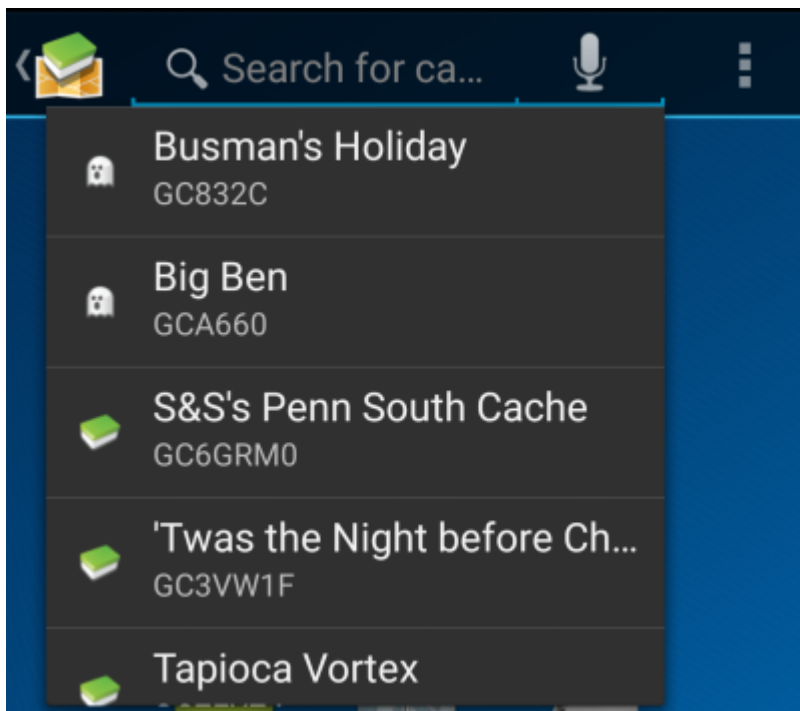 Search for ca...
Busman's Holiday
GC832C
Big Ben
GCA660
S&S's Penn South Cache
GC6GRM0
'Twas the Night before Ch...
GC3VW1F
Tapioca Vortex